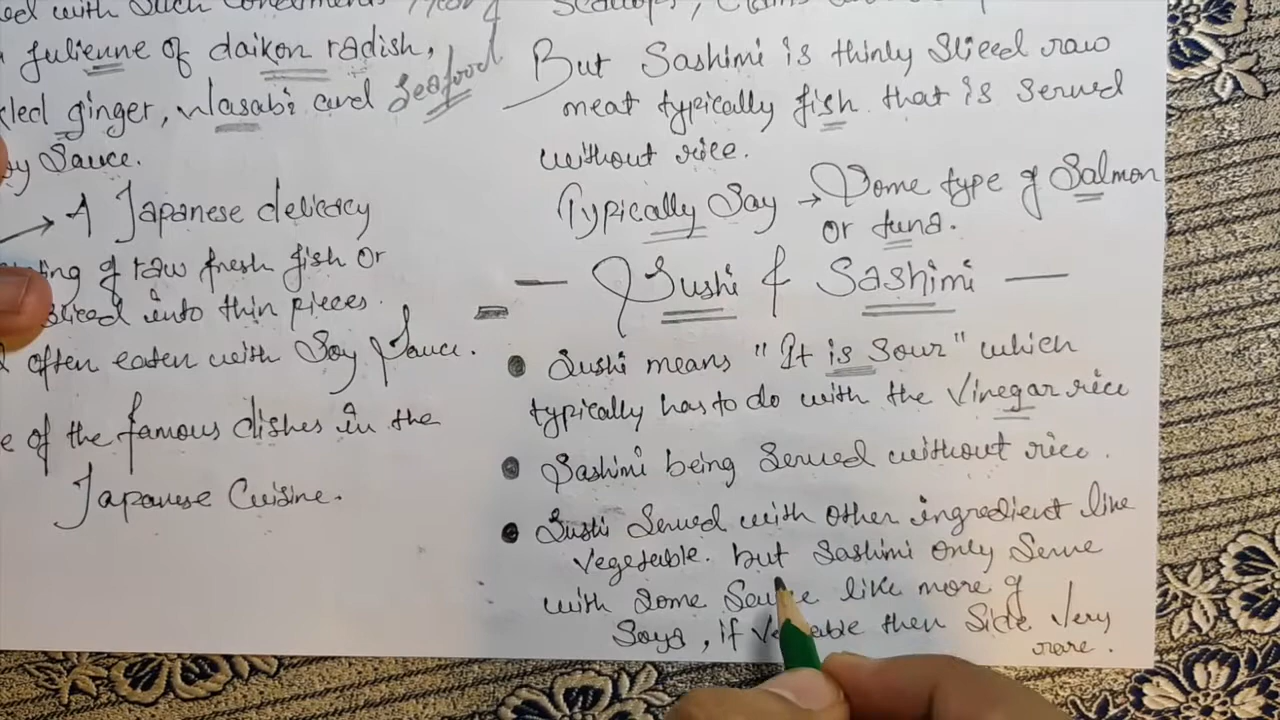 julienne of daikon radish,
ginger, Wasabi and Seafood
Sauce.
A Japanese delicacy
of raw fresh fish or
sliced into thin pieces.
often eaten with Soy Sauce.
of the famous dishes in the
Japanese Cuisine.
But Sashimi is thinly Sliced raw
meat typically fish that is Served
without rice.
Typically Say → Some type of Salmon
or tuna.
— Sushi & Sashimi —
• Sushi means "It is Sour" which
typically has to do with the Vinegar rice
• Sashimi being Served without rice.
• Sushi Served with other ingredient like
Vegetable. but Sashimi only Serve
with Some like more of
Soya, if then Side Very
rare.